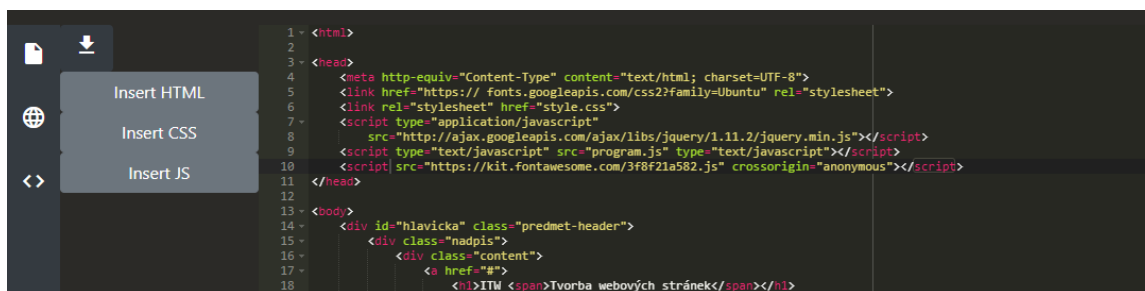 Insert HTML
Insert CSS
Insert JS
1 <html>
2
3 <head>
4 <meta http-equiv="Content-Type" content="text/html; charset=UTF-8">
5 <link href="https:// fonts.googleapis.com/css2?family=Ubuntu" rel="stylesheet">
6 <link rel="stylesheet" href="style.css">
7 <script type="application/javascript"
8 src="http://ajax.googleapis.com/ajax/libs/jquery/1.11.2/jquery.min.js"></script>
9 <script type="text/javascript" src="program.js" type="text/javascript"></script>
10 <script src="https://kit.fontawesome.com/3f8f21a582.js" crossorigin="anonymous"></script>
11 </head>
12
13 <body>
14 <div id="hlavicka" class="predmet-header">
15 <div class="nadpis">
16 <div class="content">
17 <a href="#">
18 <h1>ITW <span>Tvorba webových stránek</span></h1>